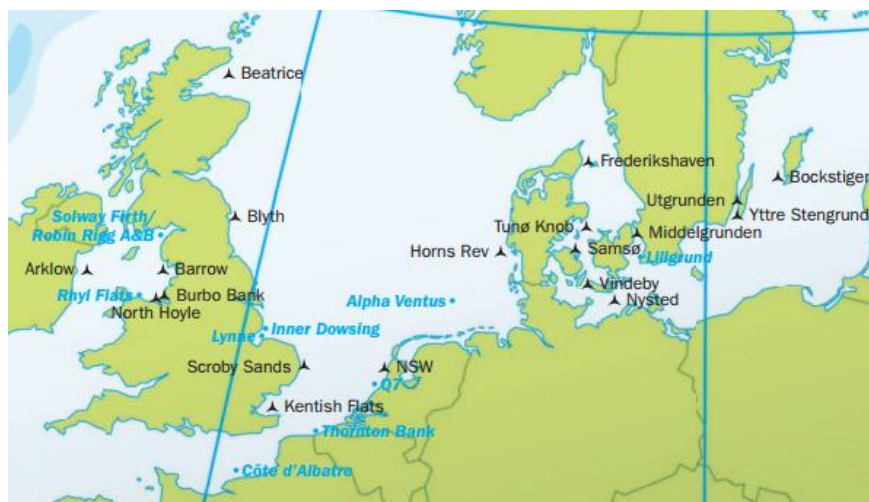 Beatrice
Frederikshaven
Bockstigen
Utgrunden
Solway Firth/
Robin Rigg A&B
Blyth
Yttre Stengrund
Tunø Knob
Middelgrunden
Horns Rev
Samsø
Lillgrund
Arklow
Barrow
Vindeby
Rhyl Flats
Burbo Bank
Alpha Ventus
Nysted
North Hoyle
Inner Dowsing
Lynne
Scroby Sands
NSW
Q7
Kentish Flats
Thornton Bank
Côte d'Albatre